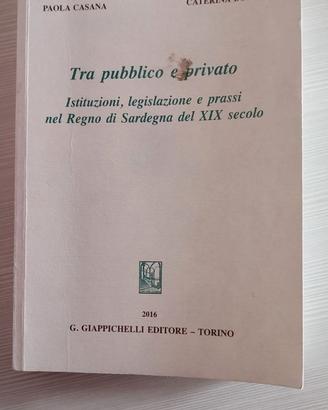 PAOLA CASANA CATERINA
Tra pubblico e privato
Istituzioni, legislazione e prassi
nel Regno di Sardegna del XIX secolo
2016
G. GIAPPICHELLI EDITORE – TORINO